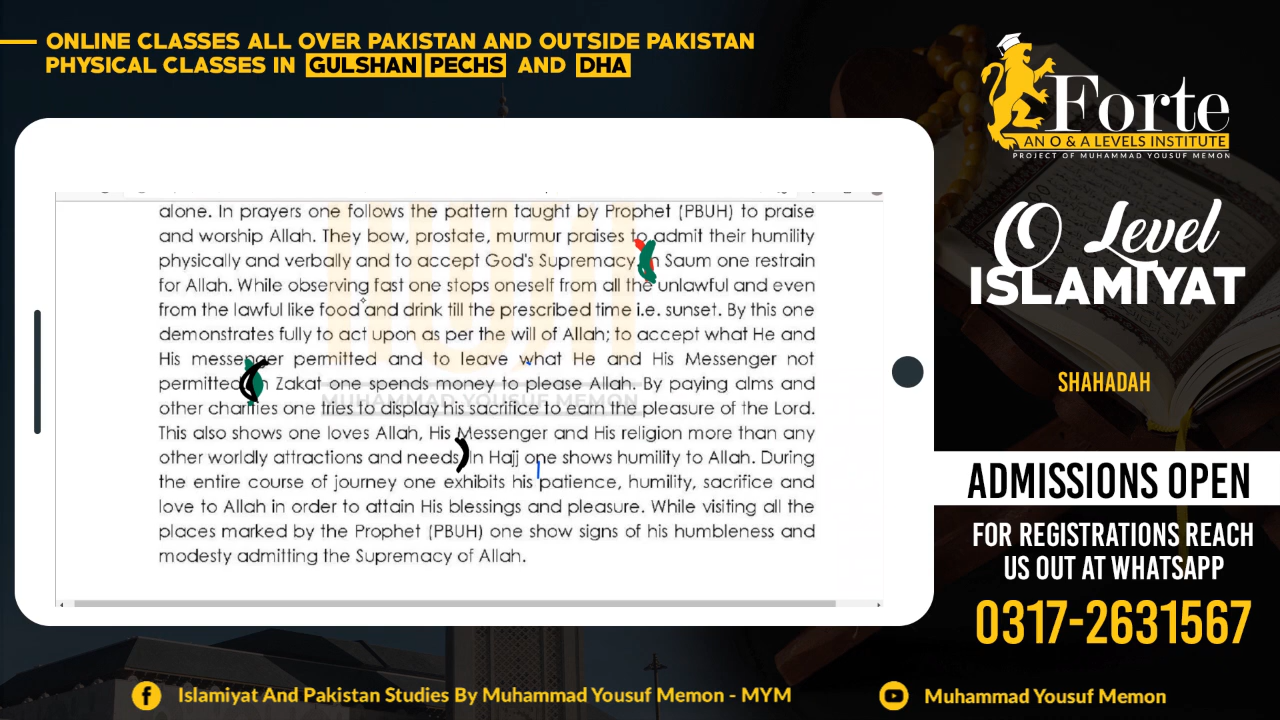 ONLINE CLASSES ALL OVER PAKISTAN AND OUTSIDE PAKISTAN
PHYSICAL CLASSES IN GULSHAN PECHS AND DHA
Forte
AN O & A LEVELS INSTITUTE
PROJECT OF MUHAMMAD YOUSUF MEMON
O Level
ISLAMIYAT
SHAHADAH
ADMISSIONS OPEN
FOR REGISTRATIONS REACH
US OUT AT WHATSAPP
0317-2631567
alone. In prayers one follows the pattern taught by Prophet (PBUH) to praise
and worship Allah. They bow, prostate, murmur praises to admit their humility
physically and verbally and to accept God's Supremacy. Saum one restrain
for Allah. While observing fast one stops oneself from all the unlawful and even
from the lawful like food and drink till the prescribed time i.e. sunset. By this one
demonstrates fully to act upon as per the will of Allah; to accept what He and
His messenger permitted and to leave what He and His Messenger not
permitted Zakat one spends money to please Allah. By paying alms and
other charities one tries to display his sacrifice to earn the pleasure of the Lord.
MUHAMMAD YOUSUF MEMON
This also shows one loves Allah, His Messenger and His religion more than any
other worldly attractions and needs. In Hajj one shows humility to Allah. During
the entire course of journey one exhibits his patience, humility, sacrifice and
love to Allah in order to attain His blessings and pleasure. While visiting all the
places marked by the Prophet (PBUH) one show signs of his humbleness and
modesty admitting the Supremacy of Allah.
Islamiyat And Pakistan Studies By Muhammad Yousuf Memon - MYM
Muhammad Yousuf Memon